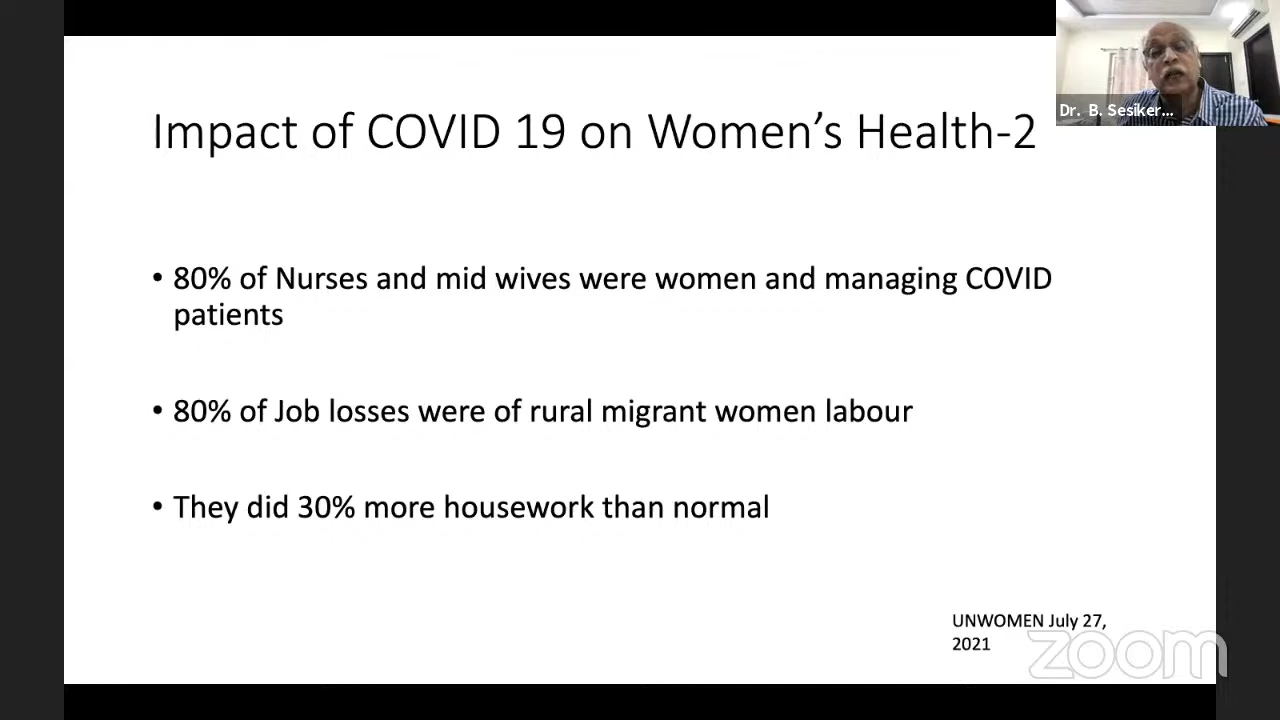 Impact of COVID 19 on Women’s Health-2
Dr. B. Sesiker...
• 80% of Nurses and mid wives were women and managing COVID
patients
• 80% of Job losses were of rural migrant women labour
• They did 30% more housework than normal
UNWOMEN July 27,
2021
zoom